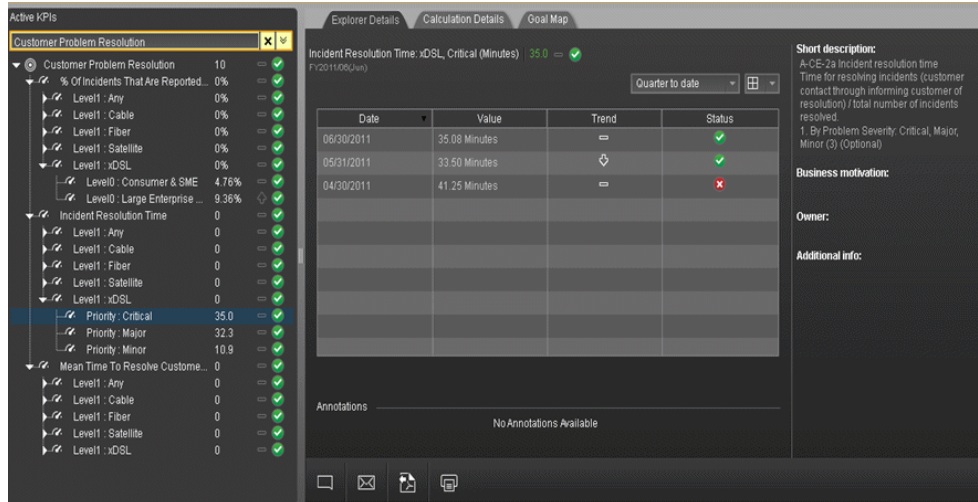 Active KPIs
Customer Problem Resolution
Customer Problem Resolution 10
% Of Incidents That Are Reported... 0%
Level1 : Any 0%
Level1 : Cable 0%
Level1 : Fiber 0%
Level1 : Satellite 0%
Level1 : xDSL 0%
Level0 : Consumer & SME 4.76%
Level0 : Large Enterprise ... 9.36%
Incident Resolution Time 0
Level1 : Any 0
Level1 : Cable 0
Level1 : Fiber 0
Level1 : Satellite 0
Level1 : xDSL 0
Priority : Critical 35.0
Priority : Major 32.3
Priority : Minor 10.9
Mean Time To Resolve Custome... 0
Level1 : Any 0
Level1 : Cable 0
Level1 : Fiber 0
Level1 : Satellite 0
Level1 : xDSL 0
Explorer Details Calculation Details Goal Map
Incident Resolution Time: xDSL, Critical (Minutes) 35.0
FY2011/06(Jun)
Quarter to date
Date Value Trend Status
06/30/2011 35.08 Minutes
05/31/2011 33.50 Minutes
04/30/2011 41.25 Minutes
Annotations
No Annotations Available
Short description:
A-CE-2a Incident resolution time
Time for resolving incidents (customer
contact through informing customer of
resolution) / total number of incidents
resolved.
1. By Problem Severity: Critical, Major,
Minor (3) (Optional)
Business motivation:
Owner:
Additional info: